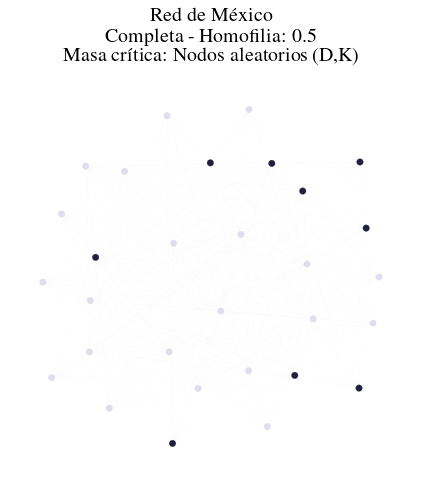 Red de México
Completa - Homofilia: 0.5
Masa crítica: Nodos aleatorios (D,K)